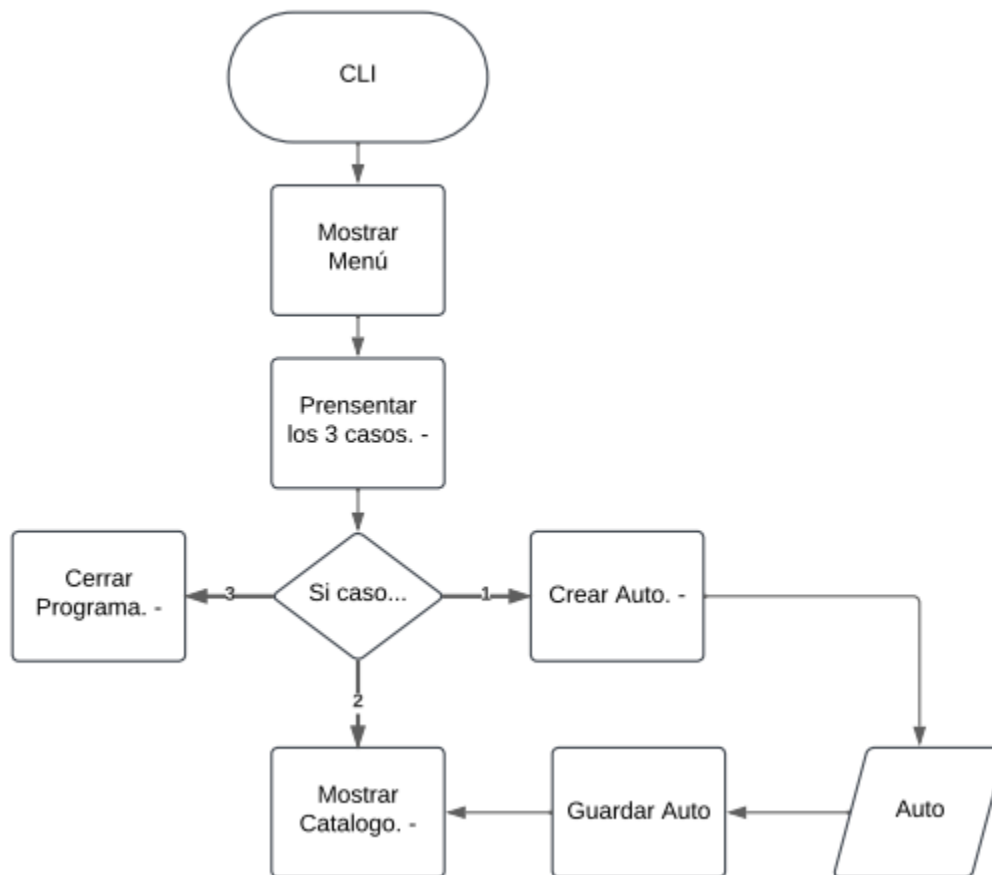 CLI
Mostrar
Menú
Prensentar
los 3 casos. -
Cerrar
Programa. -
3
Si caso...
1
Crear Auto. -
2
Mostrar
Catalogo. -
Guardar Auto
Auto